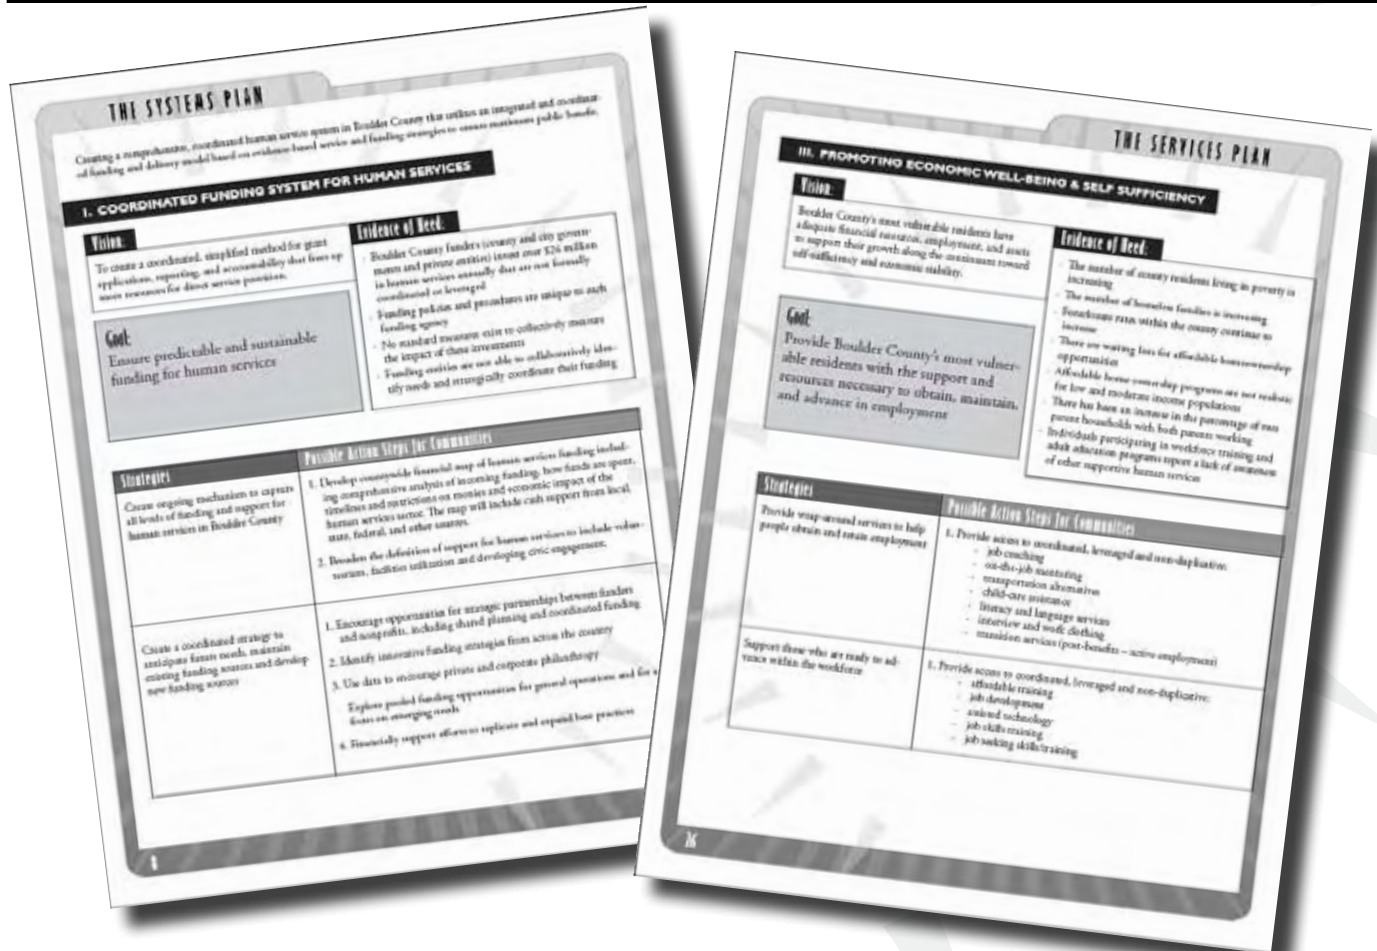 THE SYSTEMS PLAN
Creating a comprehensive, coordinated human service system in Boulder County that utilizes an integrated and coordinat-
ed funding and delivery model based on evidence-based service and funding strategies to ensure maximum public benefit.
I. COORDINATED FUNDING SYSTEM FOR HUMAN SERVICES
Vision:
To create a coordinated, simplified method for grant
applications, reporting, and accountability that frees up
more resources for direct service provision.
Goal:
Ensure predictable and sustainable
funding for human services
Evidence of Need:
- Boulder County funders (county and city govern-
ments and private entities) invest over $26 million
in human services annually that are not formally
coordinated or leveraged
- Funding policies and procedures are unique to each
funding agency
- No standard measures exist to collectively measure
the impact of these investments
- Funding entities are not able to collaboratively iden-
tify needs and strategically coordinate their funding
Strategies
Possible Action Steps for Communities
Create ongoing mechanism to capture
all levels of funding and support for
human services in Boulder County
1. Develop countywide financial map of human services funding includ-
ing comprehensive analysis of incoming funding, how funds are spent,
timelines and restrictions on monies and economic impact of the
human services sector. The map will include cash support from local,
state, federal, and other sources.
2. Broaden the definition of support for human services to include volun-
teerism, facilities utilization and developing civic engagement.
Create a coordinated strategy to
anticipate future needs, maintain
existing funding sources and develop
new funding sources
1. Encourage opportunities for strategic partnerships between funders
and nonprofits, including shared planning and coordinated funding
2. Identify innovative funding strategies from across the country
3. Use data to encourage private and corporate philanthropy
Explore pooled funding opportunities for general operations and for a
focus on emerging needs
6. Financially support efforts to replicate and expand best practices
8
THE SERVICES PLAN
III. PROMOTING ECONOMIC WELL-BEING & SELF SUFFICIENCY
Vision:
Boulder County's most vulnerable residents have
adequate financial resources, employment, and assets
to support their growth along the continuum toward
self-sufficiency and economic stability.
Goal:
Provide Boulder County's most vulner-
able residents with the support and
resources necessary to obtain, maintain,
and advance in employment
Evidence of Need:
- The number of county residents living in poverty is
increasing
- The number of homeless families is increasing
- Foreclosure rates within the county continue to
increase
- There are waiting lists for affordable homeownership
opportunities
- Affordable home ownership programs are not realistic
for low and moderate income populations
- There has been an increase in the percentage of two
parent households with both parents working
- Individuals participating in workforce training and
adult education programs report a lack of awareness
of other supportive human services
Strategies
Possible Action Steps for Communities
Provide wrap-around services to help
people obtain and retain employment
1. Provide access to coordinated, leveraged and non-duplicative:
- job coaching
- on-the-job mentoring
- transportation alternatives
- child-care assistance
- literacy and language services
- interview and work clothing
- transition services (post-benefits – active employment)
Support those who are ready to ad-
vance within the workforce
1. Provide access to coordinated, leveraged and non-duplicative:
- affordable training
- job development
- assisted technology
- job skills training
- job seeking skills/training
26